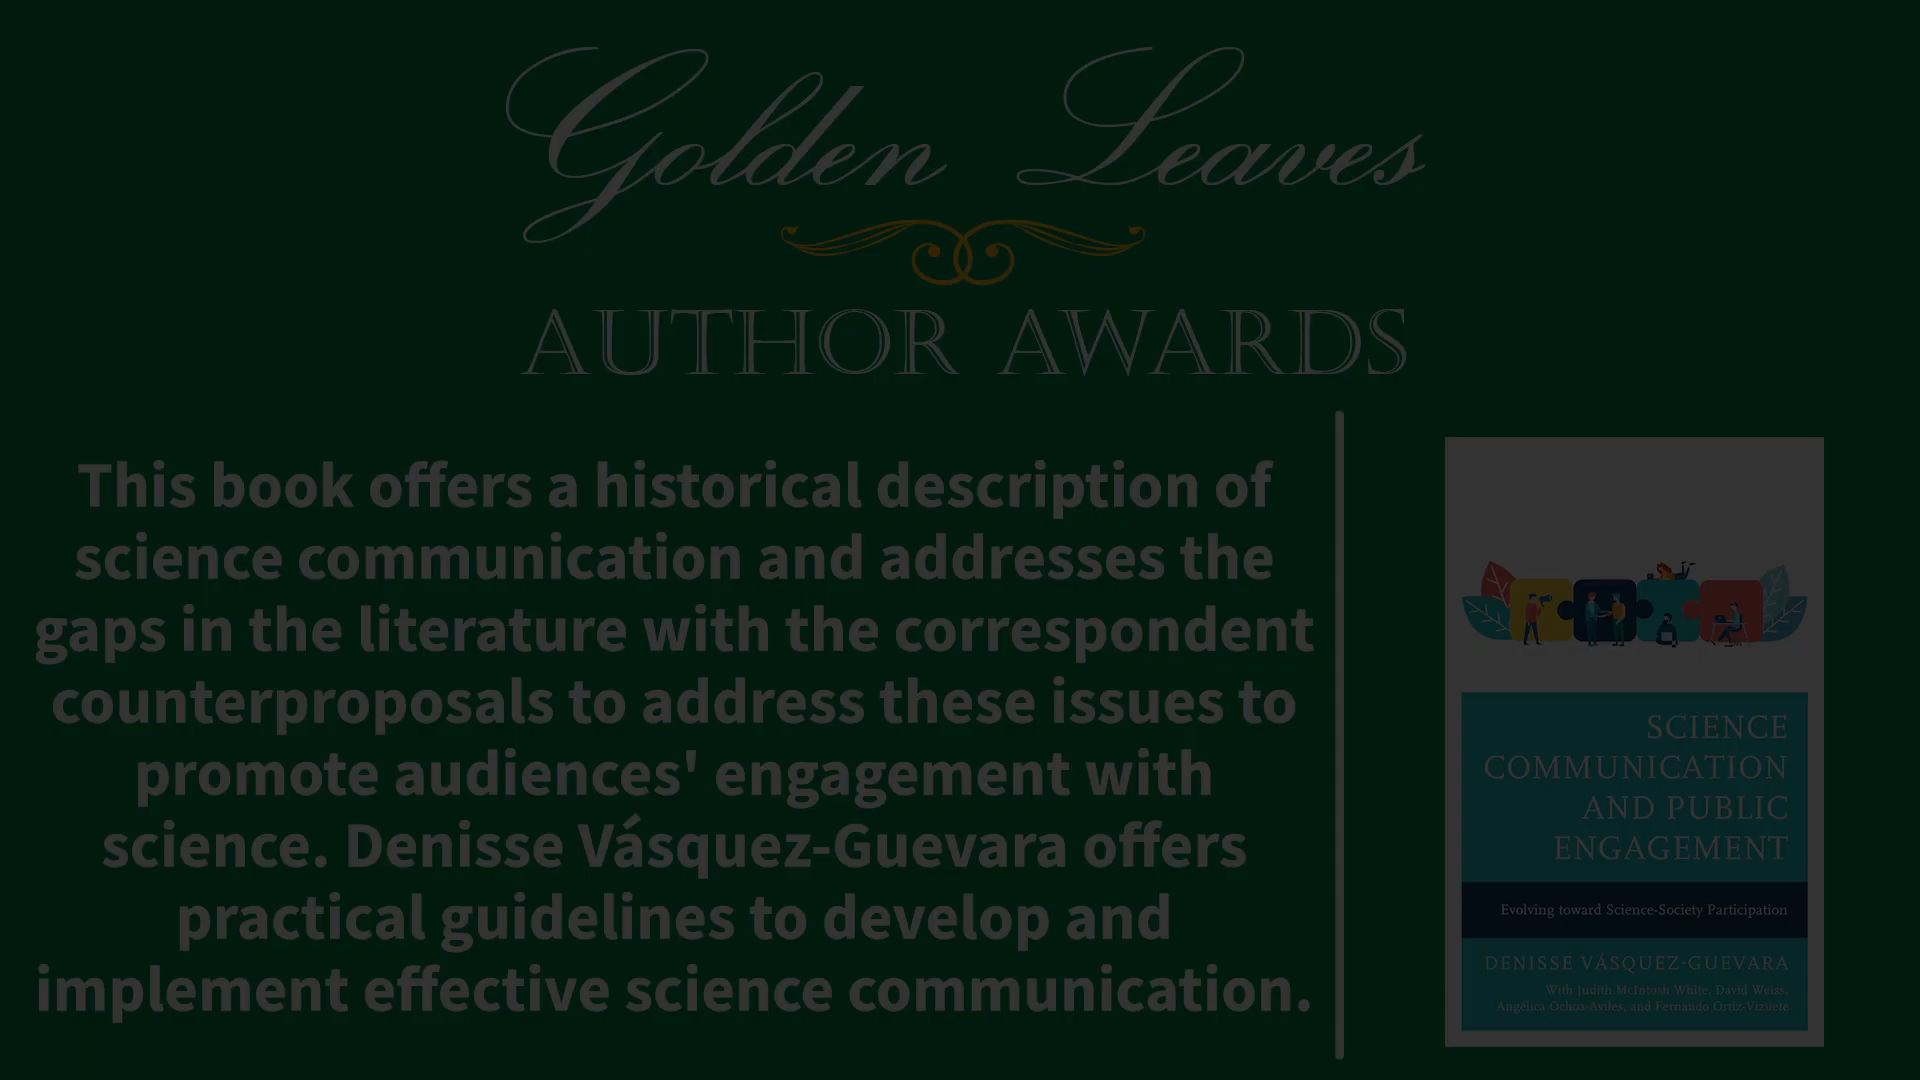 Golden Leaves
AUTHOR AWARDS
This book offers a historical description of
science communication and addresses the
gaps in the literature with the correspondent
counterproposals to address these issues to
promote audiences' engagement with
science. Denisse Vásquez-Guevara offers
practical guidelines to develop and
implement effective science communication.
SCIENCE
COMMUNICATION
AND PUBLIC
ENGAGEMENT
Evolving toward Science-Society Participation
DENISSE VÁSQUEZ-GUEVARA
With Judith McIntosh White, David Weiss,
Angélica Ochoa-Aviles, and Fernando Ortiz-Vizuete